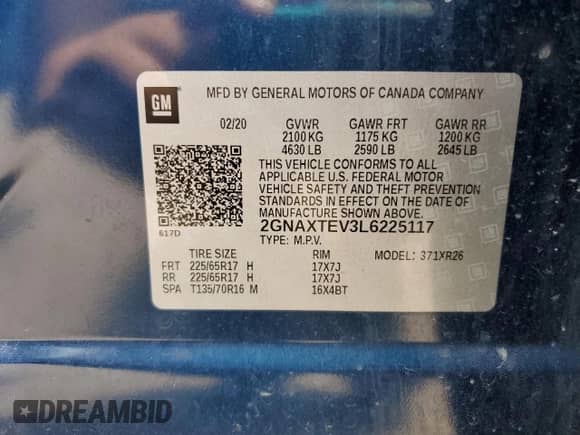 GM
MFD BY GENERAL MOTORS OF CANADA COMPANY
02/20 GVWR GAWR FRT GAWR RR
2100 KG 1175 KG 1200 KG
4630 LB 2590 LB 2645 LB
THIS VEHICLE CONFORMS TO ALL
APPLICABLE U.S. FEDERAL MOTOR
VEHICLE SAFETY AND THEFT PREVENTION
STANDARDS IN EFFECT ON THE DATE OF
MANUFACTURE SHOWN ABOVE.
617D 2GNAXTEV3L6225117
TYPE: M.P.V.
TIRE SIZE RIM MODEL: 371XR26
FRT 225/65R17 H 17X7J
RR 225/65R17 H 17X7J
SPA T135/70R16 M 16X4BT
DREAMBID